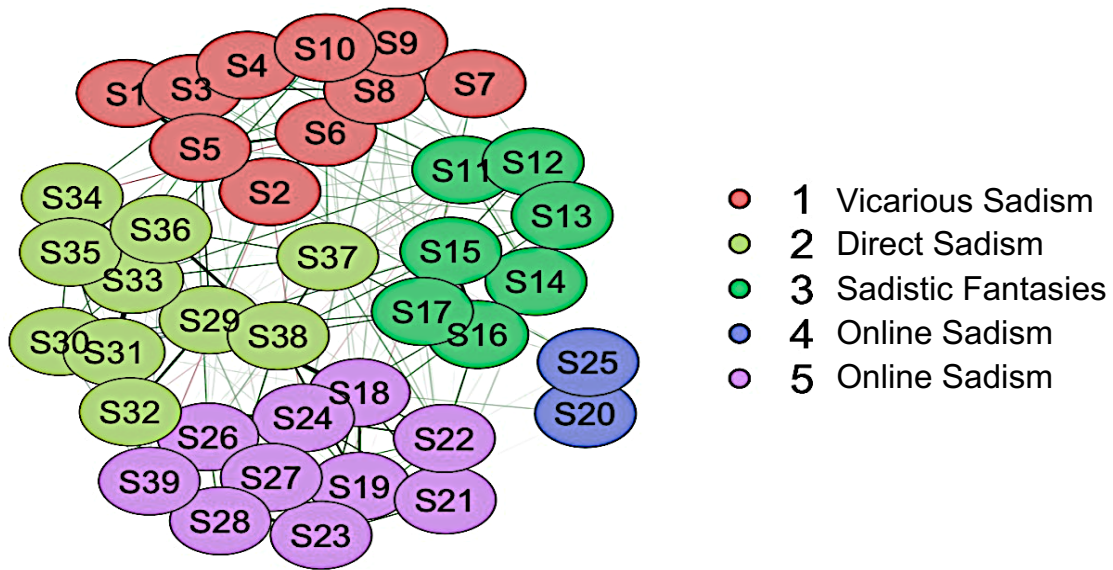 S10 S9
S4
S1 S3 S8 S7
S6
S5
S2
S11 S12
S34
S13
S36
S35 S37 S15
S33 S14
S29 S17
S38 S16
S30 S31
S25
S18
S32 S24 S20
S26 S22
S39 S27 S19
S21
S28 S23
1 Vicarious Sadism
2 Direct Sadism
3 Sadistic Fantasies
4 Online Sadism
5 Online Sadism